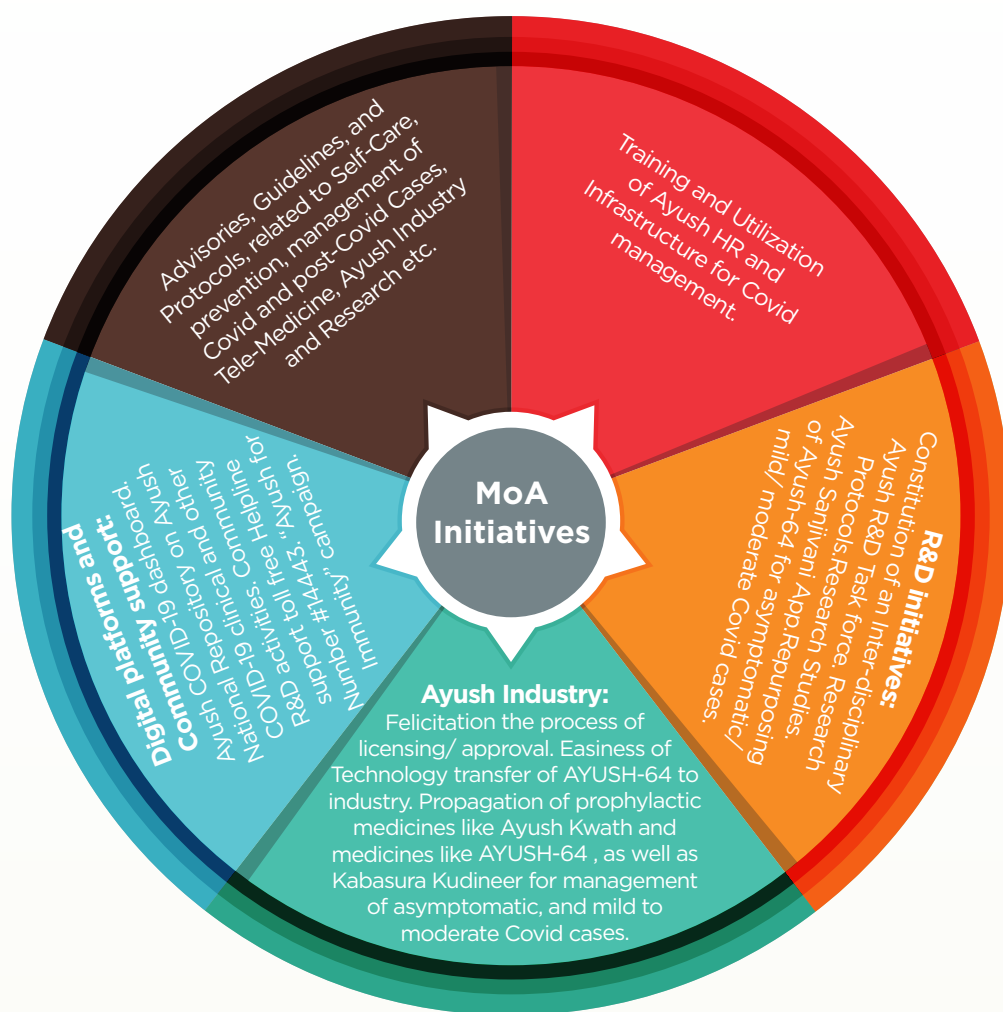 MoA
Initiatives
Advisories, Guidelines, and
Protocols, related to Self-Care,
prevention, management of
Covid and post-Covid Cases,
Tele-Medicine, Ayush Industry
and Research etc.
Training and Utilization
of Ayush HR and
Infrastructure for Covid
management.
R&D initiatives:
Constitution of an Inter-disciplinary
Ayush R&D Task force. Research
Protocols.Research Studies.
Ayush Sanjivani App.Repurposing
of Ayush-64 for asymptomatic/
mild/ moderate Covid cases.
Ayush Industry:
Felicitation the process of
licensing/ approval. Easiness of
Technology transfer of AYUSH-64 to
industry. Propagation of prophylactic
medicines like Ayush Kwath and
medicines like AYUSH-64 , as well as
Kabasura Kudineer for management
of asymptomatic, and mild to
moderate Covid cases.
Digital platforms and
Community support:
Ayush COVID-19 dashboard.
National Repository on Ayush
COVID-19 clinical and other
R&D activities. Community
support toll free Helpline
Number #14443. “Ayush for
Immunity” campaign.